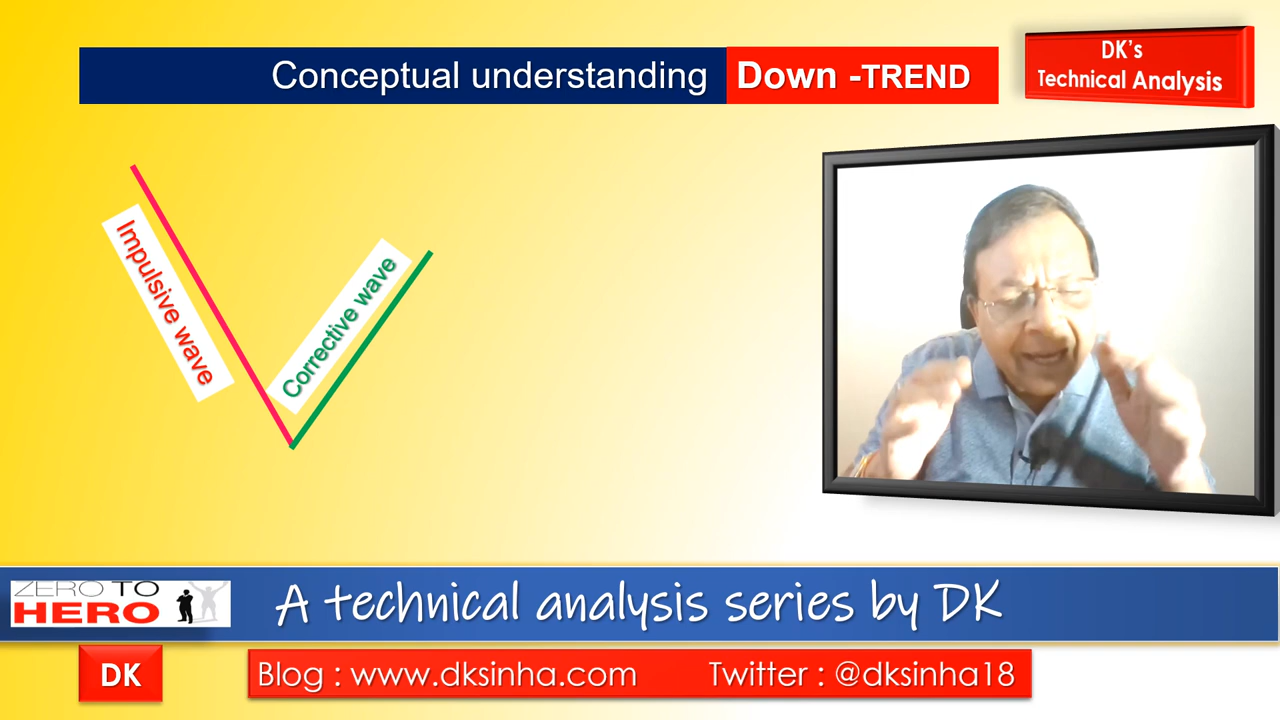 Conceptual understanding Down -TREND
DK's
Technical Analysis
Impulsive wave
Corrective wave
ZERO TO
HERO
A technical analysis series by DK
DK
Blog : www.dksinha.com Twitter : @dksinha18